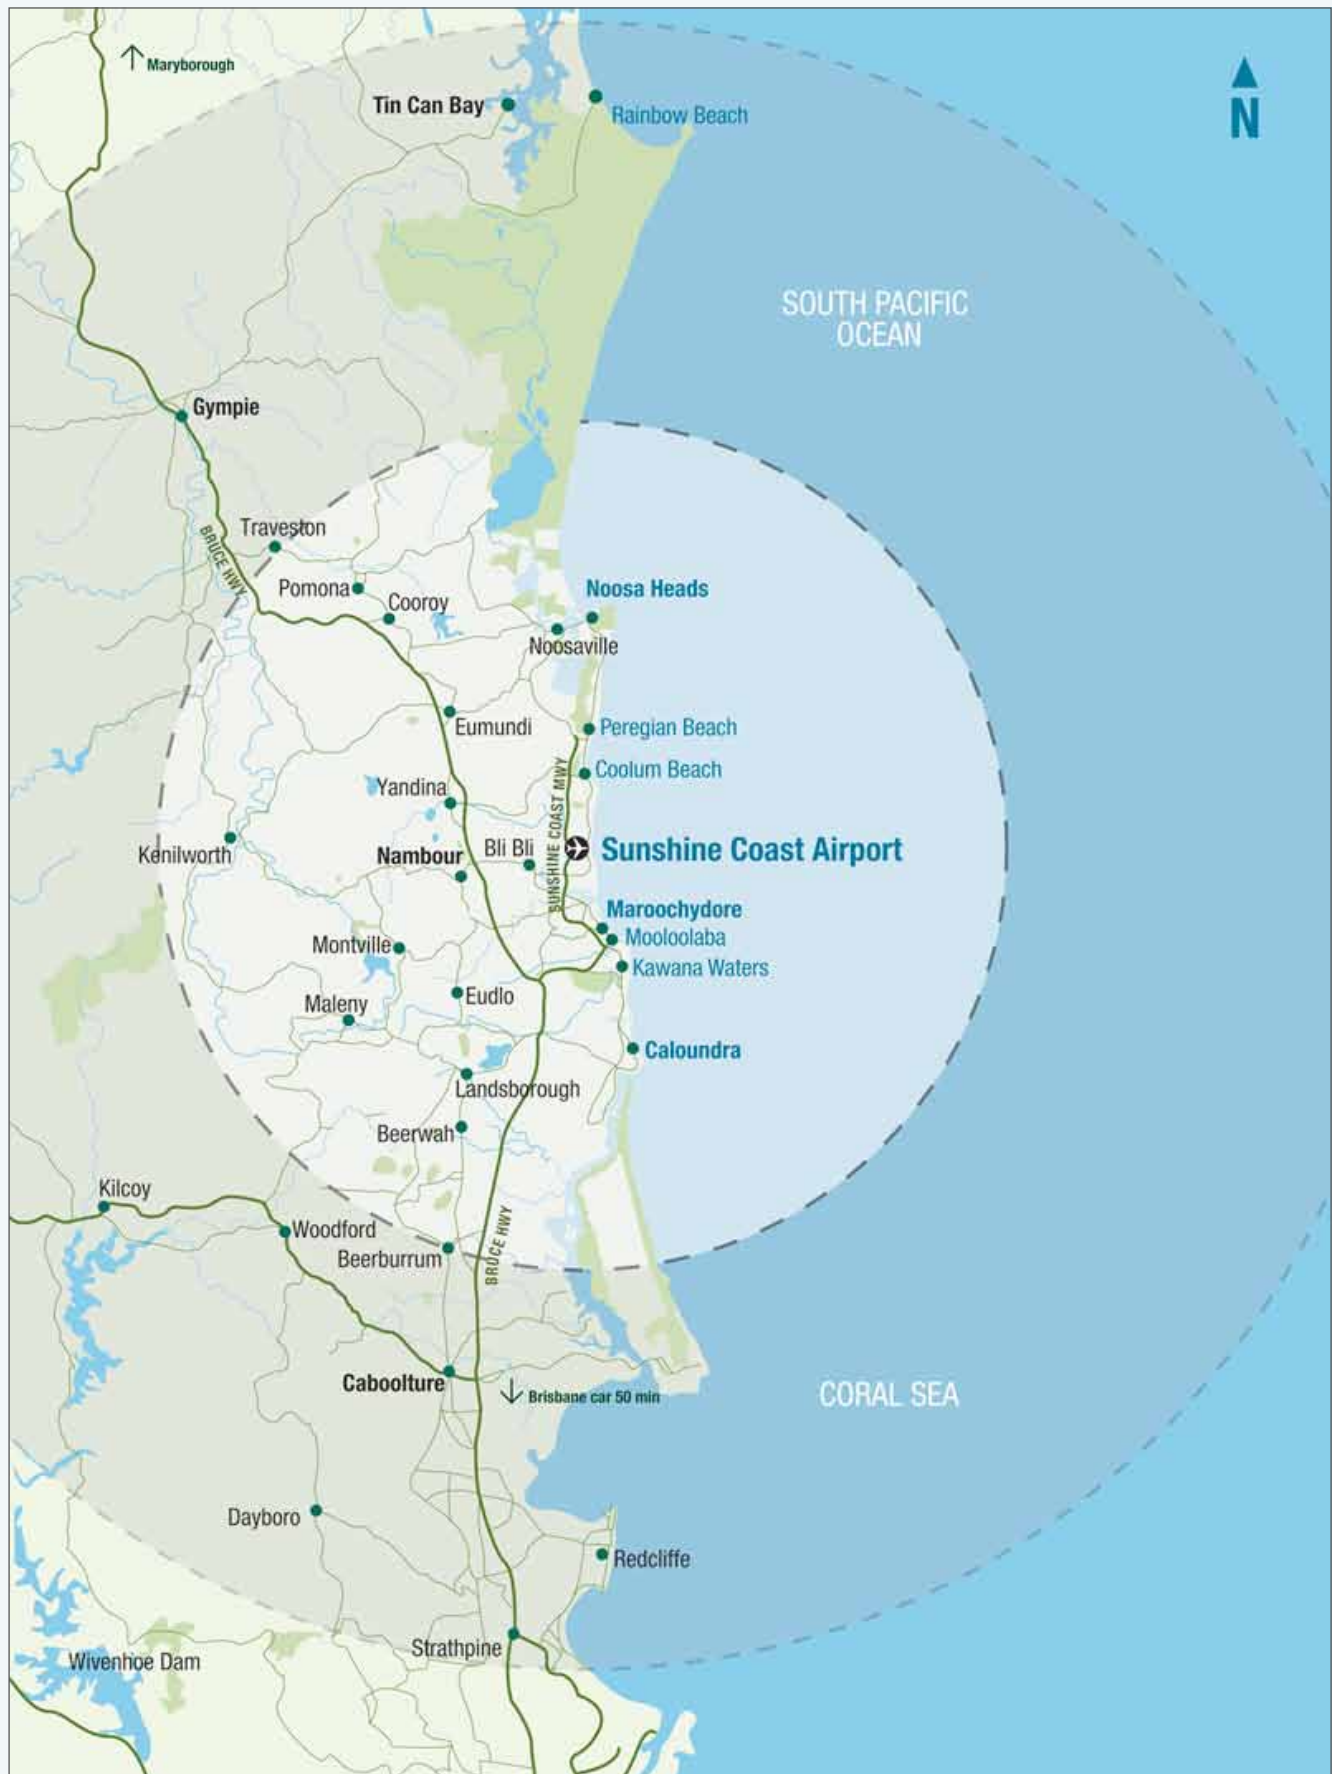 Maryborough
Tin Can Bay
Rainbow Beach
N
SOUTH PACIFIC
OCEAN
Gympie
Traveston
BRUCE HWY
Pomona
Noosa Heads
Cooroy
Noosaville
Eumundi
Peregian Beach
Coolum Beach
Yandina
SUNSHINE COAST MWY
Bli Bli
Sunshine Coast Airport
Kenilworth
Nambour
Maroochydore
Mooloolaba
Montville
Kawana Waters
Eudlo
Maleny
Caloundra
Landsborough
Beerwah
Kilcoy
Woodford
BRUCE HWY
Beerburrum
Caboolture
Brisbane car 50 min
CORAL SEA
Dayboro
Redcliffe
Strathpine
Wivenhoe Dam